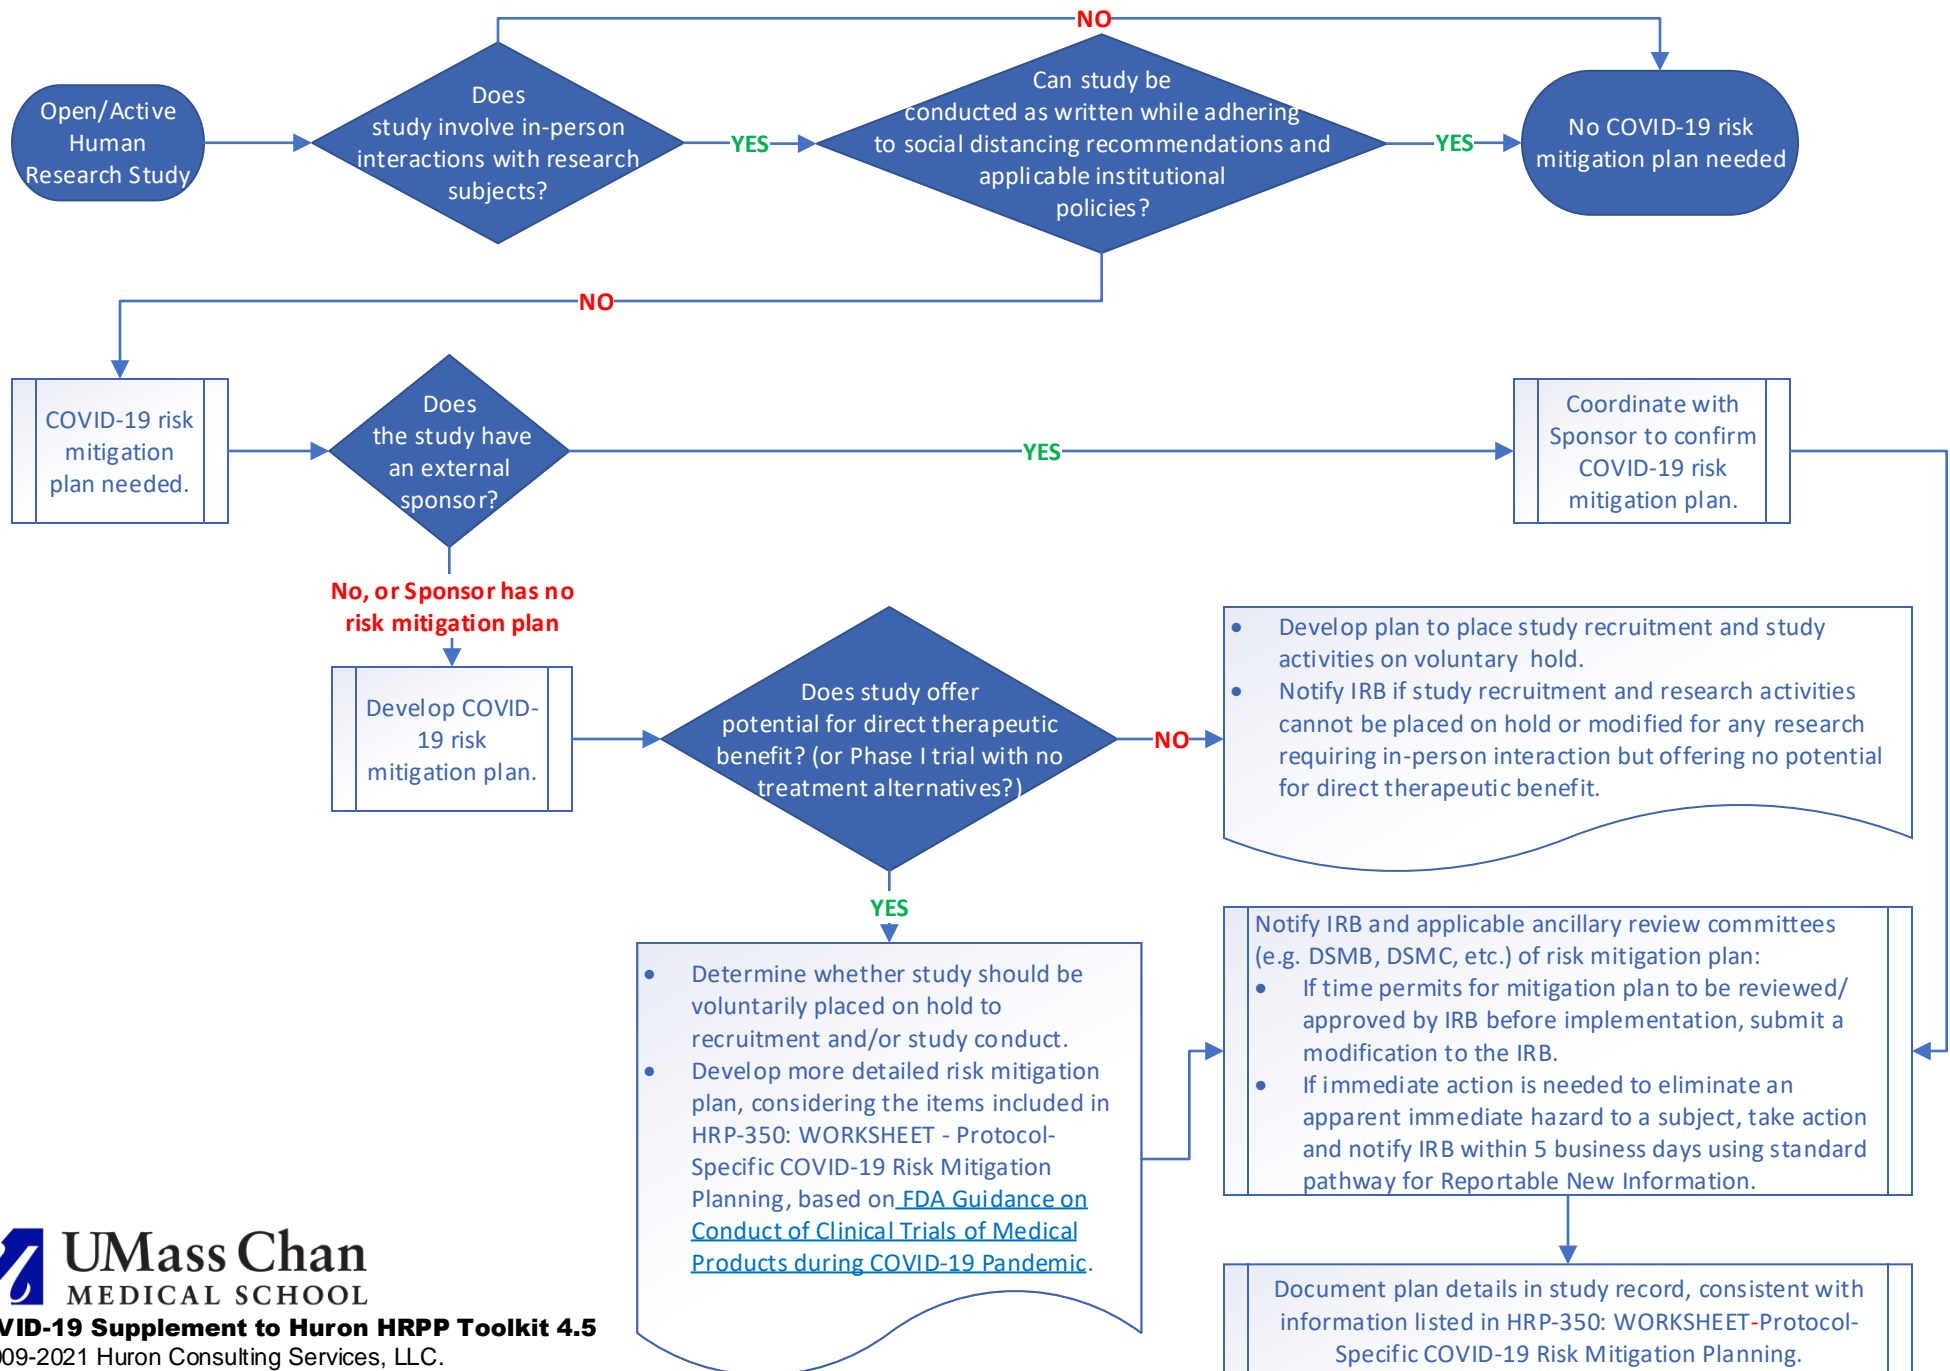 NO
Open/Active
Human
Research Study
Does
study involve in-person
interactions with research
subjects?
YES
Can study be
conducted as written while adhering
to social distancing recommendations and
applicable institutional
policies?
YES
No COVID-19 risk
mitigation plan needed
NO
COVID-19 risk
mitigation
plan needed.
Does
the study have
an external
sponsor?
YES
Coordinate with
Sponsor to confirm
COVID-19 risk
mitigation plan.
No, or Sponsor has no
risk mitigation plan
Develop COVID-
19 risk
mitigation plan.
Does study offer
potential for direct therapeutic
benefit? (or Phase I trial with no
treatment alternatives?)
NO
• Develop plan to place study recruitment and study
activities on voluntary hold.
• Notify IRB if study recruitment and research activities
cannot be placed on hold or modified for any research
requiring in-person interaction but offering no potential
for direct therapeutic benefit.
YES
• Determine whether study should be
voluntarily placed on hold to
recruitment and/or study conduct.
• Develop more detailed risk mitigation
plan, considering the items included in
HRP-350: WORKSHEET - Protocol-
Specific COVID-19 Risk Mitigation
Planning, based on FDA Guidance on
Conduct of Clinical Trials of Medical
Products during COVID-19 Pandemic.
Notify IRB and applicable ancillary review committees
(e.g. DSMB, DSMC, etc.) of risk mitigation plan:
• If time permits for mitigation plan to be reviewed/
approved by IRB before implementation, submit a
modification to the IRB.
• If immediate action is needed to eliminate an
apparent immediate hazard to a subject, take action
and notify IRB within 5 business days using standard
pathway for Reportable New Information.
Document plan details in study record, consistent with
information listed in HRP-350: WORKSHEET-Protocol-
Specific COVID-19 Risk Mitigation Planning.
UMass Chan
MEDICAL SCHOOL
VID-19 Supplement to Huron HRPP Toolkit 4.5
09-2021 Huron Consulting Services, LLC.